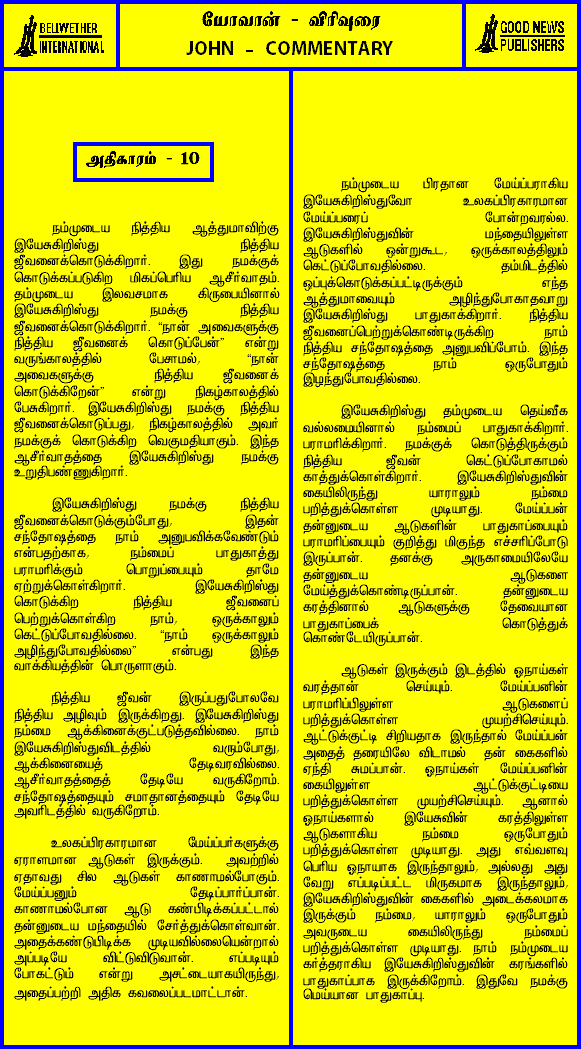 BELWETHER
INTERNATIONAL
யோவான் - விரிவுரை
JOHN - COMMENTARY
GOOD NEWS
PUBLISHERS
அதிகாரம் - 10
நம்முடைய நித்திய ஆத்துமாவிற்கு
இயேசுகிறிஸ்து நித்திய
ஜீவனைக்கொடுக்கிறார். இது நமக்குக்
கொடுக்கப்படுகிற மிகப்பெரிய ஆசீர்வாதம்.
தம்முடைய இலவசமாக கிருபையினால்
இயேசுகிறிஸ்து நமக்கு நித்திய
ஜீவனைக்கொடுக்கிறார். “நான் அவைகளுக்கு
நித்திய ஜீவனைக் கொடுப்பேன்” என்று
வருங்காலத்தில் பேசாமல், “நான்
அவைகளுக்கு நித்திய ஜீவனைக்
கொடுக்கிறேன்” என்று நிகழ்காலத்தில்
பேசுகிறார். இயேசுகிறிஸ்து நமக்கு நித்திய
ஜீவனைக்கொடுப்பது, நிகழ்காலத்தில் அவர்
நமக்குக் கொடுக்கிற வெகுமதியாகும். இந்த
ஆசீர்வாதத்தை இயேசுகிறிஸ்து நமக்கு
உறுதிபண்ணுகிறார்.
இயேசுகிறிஸ்து நமக்கு நித்திய
ஜீவனைக்கொடுக்கும்போது, இதன்
சந்தோஷத்தை நாம் அனுபவிக்கவேண்டும்
என்பதற்காக, நம்மைப் பாதுகாத்து
பராமரிக்கும் பொறுப்பையும் தாமே
ஏற்றுக்கொள்கிறார். இயேசுகிறிஸ்து
கொடுக்கிற நித்திய ஜீவனைப்
பெற்றுக்கொள்கிற நாம், ஒருக்காலும்
கெட்டுப்போவதில்லை. “நாம் ஒருக்காலும்
அழிந்துபோவதில்லை” என்பது இந்த
வாக்கியத்தின் பொருளாகும்.
நித்திய ஜீவன் இருப்பதுபோலவே
நித்திய அழிவும் இருக்கிறது. இயேசுகிறிஸ்து
நம்மை ஆக்கினைக்குட்படுத்தவில்லை. நாம்
இயேசுகிறிஸ்துவிடத்தில் வரும்போது,
ஆக்கினையைத் தேடிவரவில்லை.
ஆசீர்வாதத்தைத் தேடியே வருகிறோம்.
சந்தோஷத்தையும் சமாதானத்தையும் தேடியே
அவரிடத்தில் வருகிறோம்.
உலகப்பிரகாரமான மேய்ப்பர்களுக்கு
ஏராளமான ஆடுகள் இருக்கும். அவற்றில்
ஏதாவது சில ஆடுகள் காணாமல்போகும்.
மேய்ப்பனும் தேடிப்பார்ப்பான்.
காணாமல்போன ஆடு கண்பிடிக்கப்பட்டால்
தன்னுடைய மந்தையில் சேர்த்துக்கொள்வான்.
அதைக்கண்டுபிடிக்க முடியவில்லையென்றால்
அப்படியே விட்டுவிடுவான். எப்படியும்
போகட்டும் என்று அசட்டையாகயிருந்து,
அதைப்பற்றி அதிக கவலைப்படமாட்டான்.
நம்முடைய பிரதான மேய்ப்பராகிய
இயேசுகிறிஸ்துவோ உலகப்பிரகாரமான
மேய்ப்பரைப் போன்றவரல்ல.
இயேசுகிறிஸ்துவின் மந்தையிலுள்ள
ஆடுகளில் ஒன்றுகூட, ஒருக்காலத்திலும்
கெட்டுப்போவதில்லை. தம்மிடத்தில்
ஒப்புக்கொடுக்கப்பட்டிருக்கும் எந்த
ஆத்துமாவையும் அழிந்துபோகாதவாறு
இயேசுகிறிஸ்து பாதுகாக்கிறார். நித்திய
ஜீவனைப்பெற்றுக்கொண்டிருக்கிற நாம்
நித்திய சந்தோஷத்தை அனுபவிப்போம். இந்த
சந்தோஷத்தை நாம் ஒருபோதும்
இழந்துபோவதில்லை.
இயேசுகிறிஸ்து தம்முடைய தெய்வீக
வல்லமையினால் நம்மைப் பாதுகாக்கிறார்.
பராமரிக்கிறார். நமக்குக் கொடுத்திருக்கும்
நித்திய ஜீவன் கெட்டுப்போகாமல்
காத்துக்கொள்கிறார். இயேசுகிறிஸ்துவின்
கையிலிருந்து யாராலும் நம்மை
பறித்துக்கொள்ள முடியாது. மேய்ப்பன்
தன்னுடைய ஆடுகளின் பாதுகாப்பையும்
பராமரிப்பையும் குறித்து மிகுந்த எச்சரிப்போடு
இருப்பான். தனக்கு அருகாமையிலேயே
தன்னுடைய ஆடுகளை
மேய்த்துக்கொண்டிருப்பான். தன்னுடைய
கரத்தினால் ஆடுகளுக்கு தேவையான
பாதுகாப்பைக் கொடுத்துக்
கொண்டேயிருப்பான்.
ஆடுகள் இருக்கும் இடத்தில் ஓநாய்கள்
வரத்தான் செய்யும். மேய்ப்பனின்
பராமரிப்பிலுள்ள ஆடுகளைப்
பறித்துக்கொள்ள முயற்சிசெய்யும்.
ஆட்டுக்குட்டி சிறியதாக இருந்தால் மேய்ப்பன்
அதைத் தரையிலே விடாமல் தன் கைகளில்
ஏந்தி சுமப்பான். ஓநாய்கள் மேய்ப்பனின்
கையிலுள்ள ஆட்டுக்குட்டியை
பறித்துக்கொள்ள முயற்சிசெய்யும். ஆனால்
ஓநாய்களால் இயேசுவின் கரத்திலுள்ள
ஆடுகளாகிய நம்மை ஒருபோதும்
பறித்துக்கொள்ள முடியாது. அது எவ்வளவு
பெரிய ஓநாயாக இருந்தாலும், அல்லது அது
வேறு எப்படிப்பட்ட மிருகமாக இருந்தாலும்,
இயேசுகிறிஸ்துவின் கைகளில் அடைக்கலமாக
இருக்கும் நம்மை, யாராலும் ஒருபோதும்
அவருடைய கையிலிருந்து நம்மைப்
பறித்துக்கொள்ள முடியாது. நாம் நம்முடைய
கர்த்தராகிய இயேசுகிறிஸ்துவின் கரங்களில்
பாதுகாப்பாக இருக்கிறோம். இதுவே நமக்கு
மெய்யான பாதுகாப்பு.